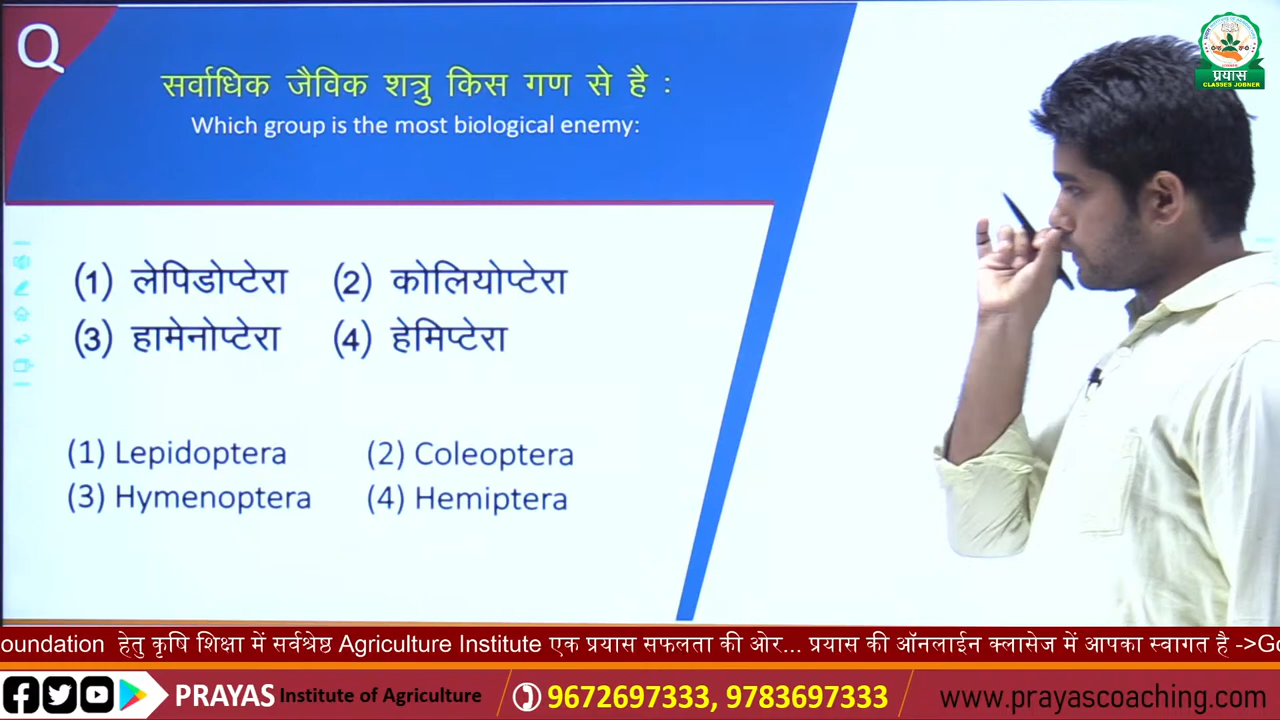 Q
सर्वाधिक जैविक शत्रु किस गण से है :
Which group is the most biological enemy:
(1) लेपिडोप्टेरा (2) कोलियोप्टेरा
(3) हामेनोप्टेरा (4) हेमिप्टेरा
(1) Lepidoptera (2) Coleoptera
(3) Hymenoptera (4) Hemiptera
प्रयास
CLASSES JOBNER
oundation हेतु कृषि शिक्षा में सर्वश्रेष्ठ Agriculture Institute एक प्रयास सफलता की ओर... प्रयास की ऑनलाईन क्लासेज में आपका स्वागत है ->Go
PRAYAS Institute of Agriculture 9672697333, 9783697333 www.prayascoaching.com